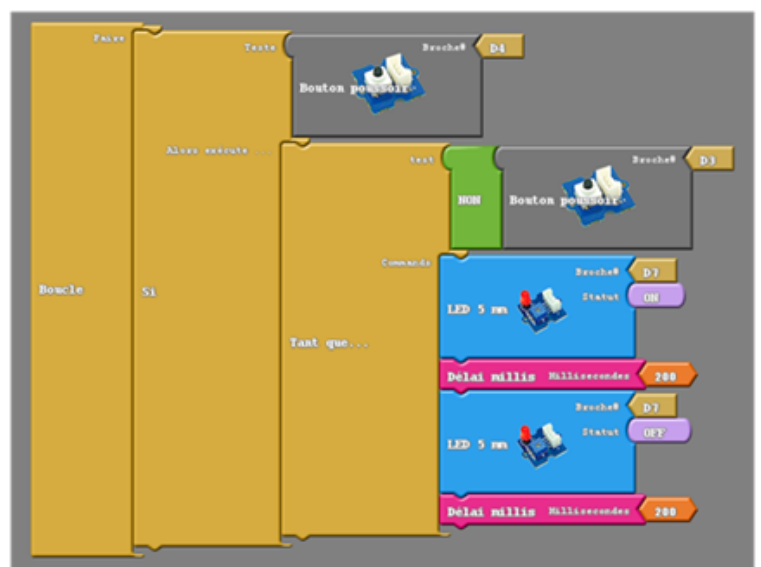 Faire
Teste
Broche# D4
Bouton poussoir
Alors exécute ...
test
Broche# D3
NON
Bouton poussoir
Commande
Broche# D7
Boucle
Si
LED 5 mm
Statut ON
Tant que...
Délai millis Millisecondes 200
Broche# D7
Statut OFF
LED 5 mm
Délai millis Millisecondes 200